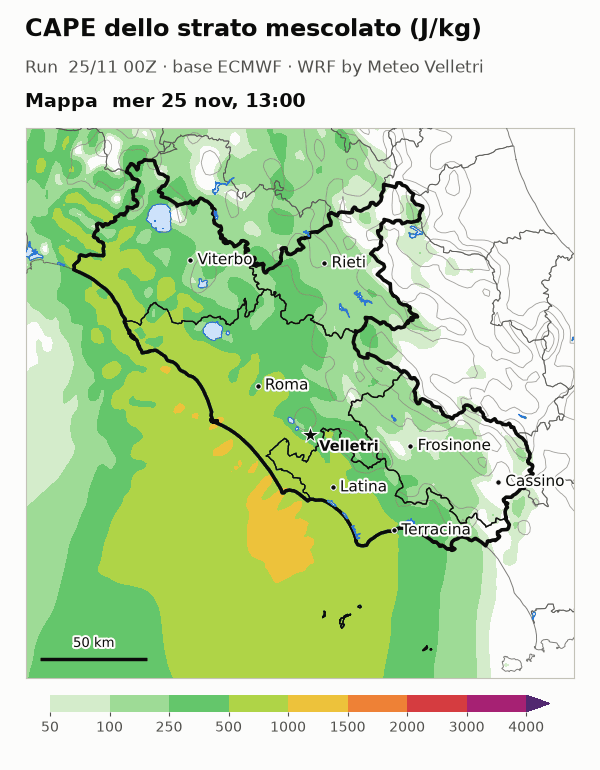 CAPE dello strato mescolato (J/kg)
Run  25/11 00Z · base ECMWF · WRF by Meteo Velletri
Mappa  mer 25 nov, 13:00
Viterbo
Rieti
Roma
Velletri
Frosinone
Cassino
Latina
Terracina
50 km
50 100 250 500 1000 1500 2000 3000 4000